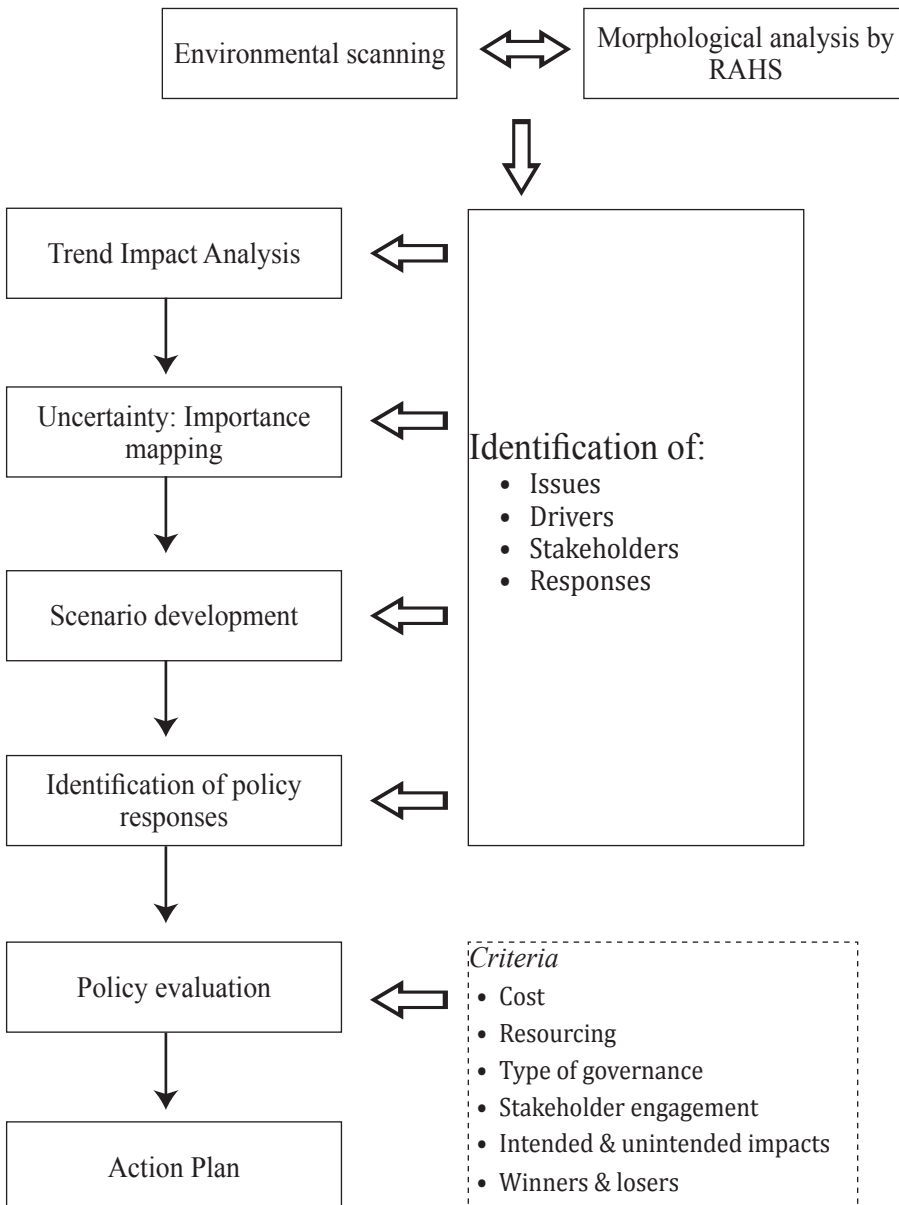 Environmental scanning
Morphological analysis by
RAHS
Trend Impact Analysis
Uncertainty: Importance
mapping
Scenario development
Identification of policy
responses
Policy evaluation
Action Plan
Identification of:
• Issues
• Drivers
• Stakeholders
• Responses
Criteria
• Cost
• Resourcing
• Type of governance
• Stakeholder engagement
• Intended & unintended impacts
• Winners & losers